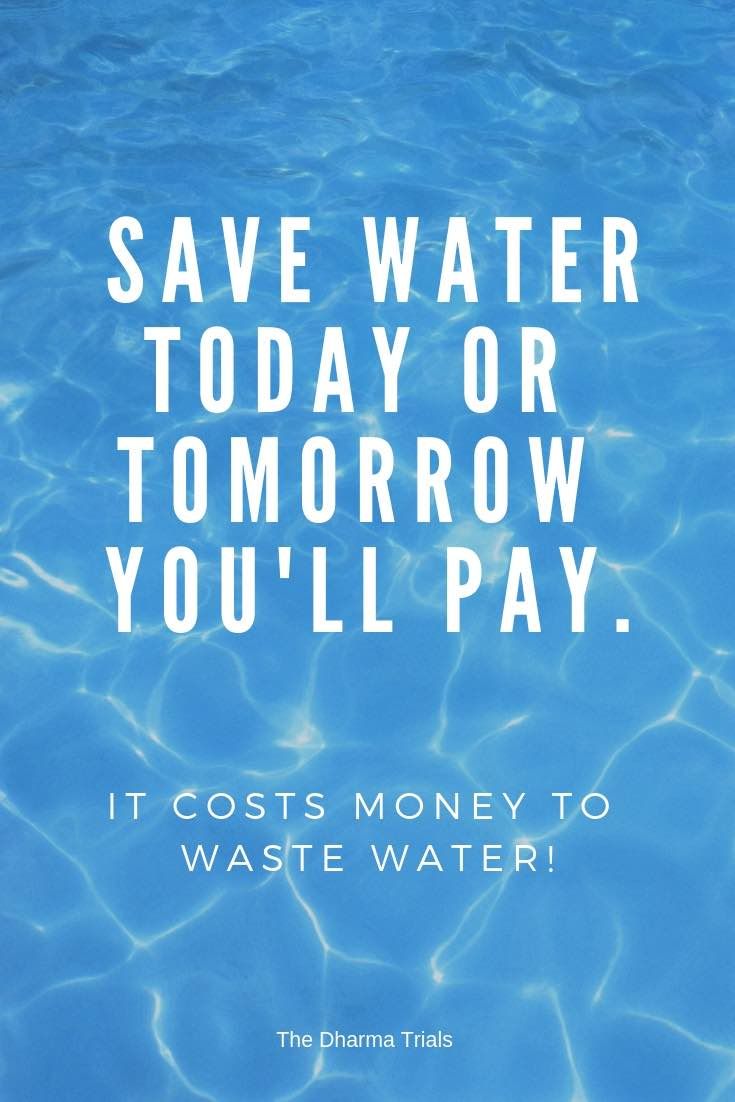 SAVE WATER
TODAY OR
TOMORROW
YOU'LL PAY.
IT COSTS MONEY TO
WASTE WATER!
The Dharma Trials